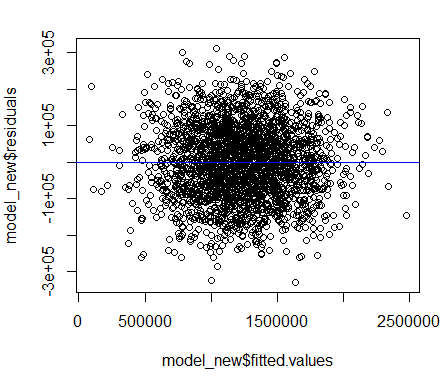 model_new$residuals
3e+05
1e+05
-1e+05
-3e+05
0
500000
1500000
2500000
model_new$fitted.values